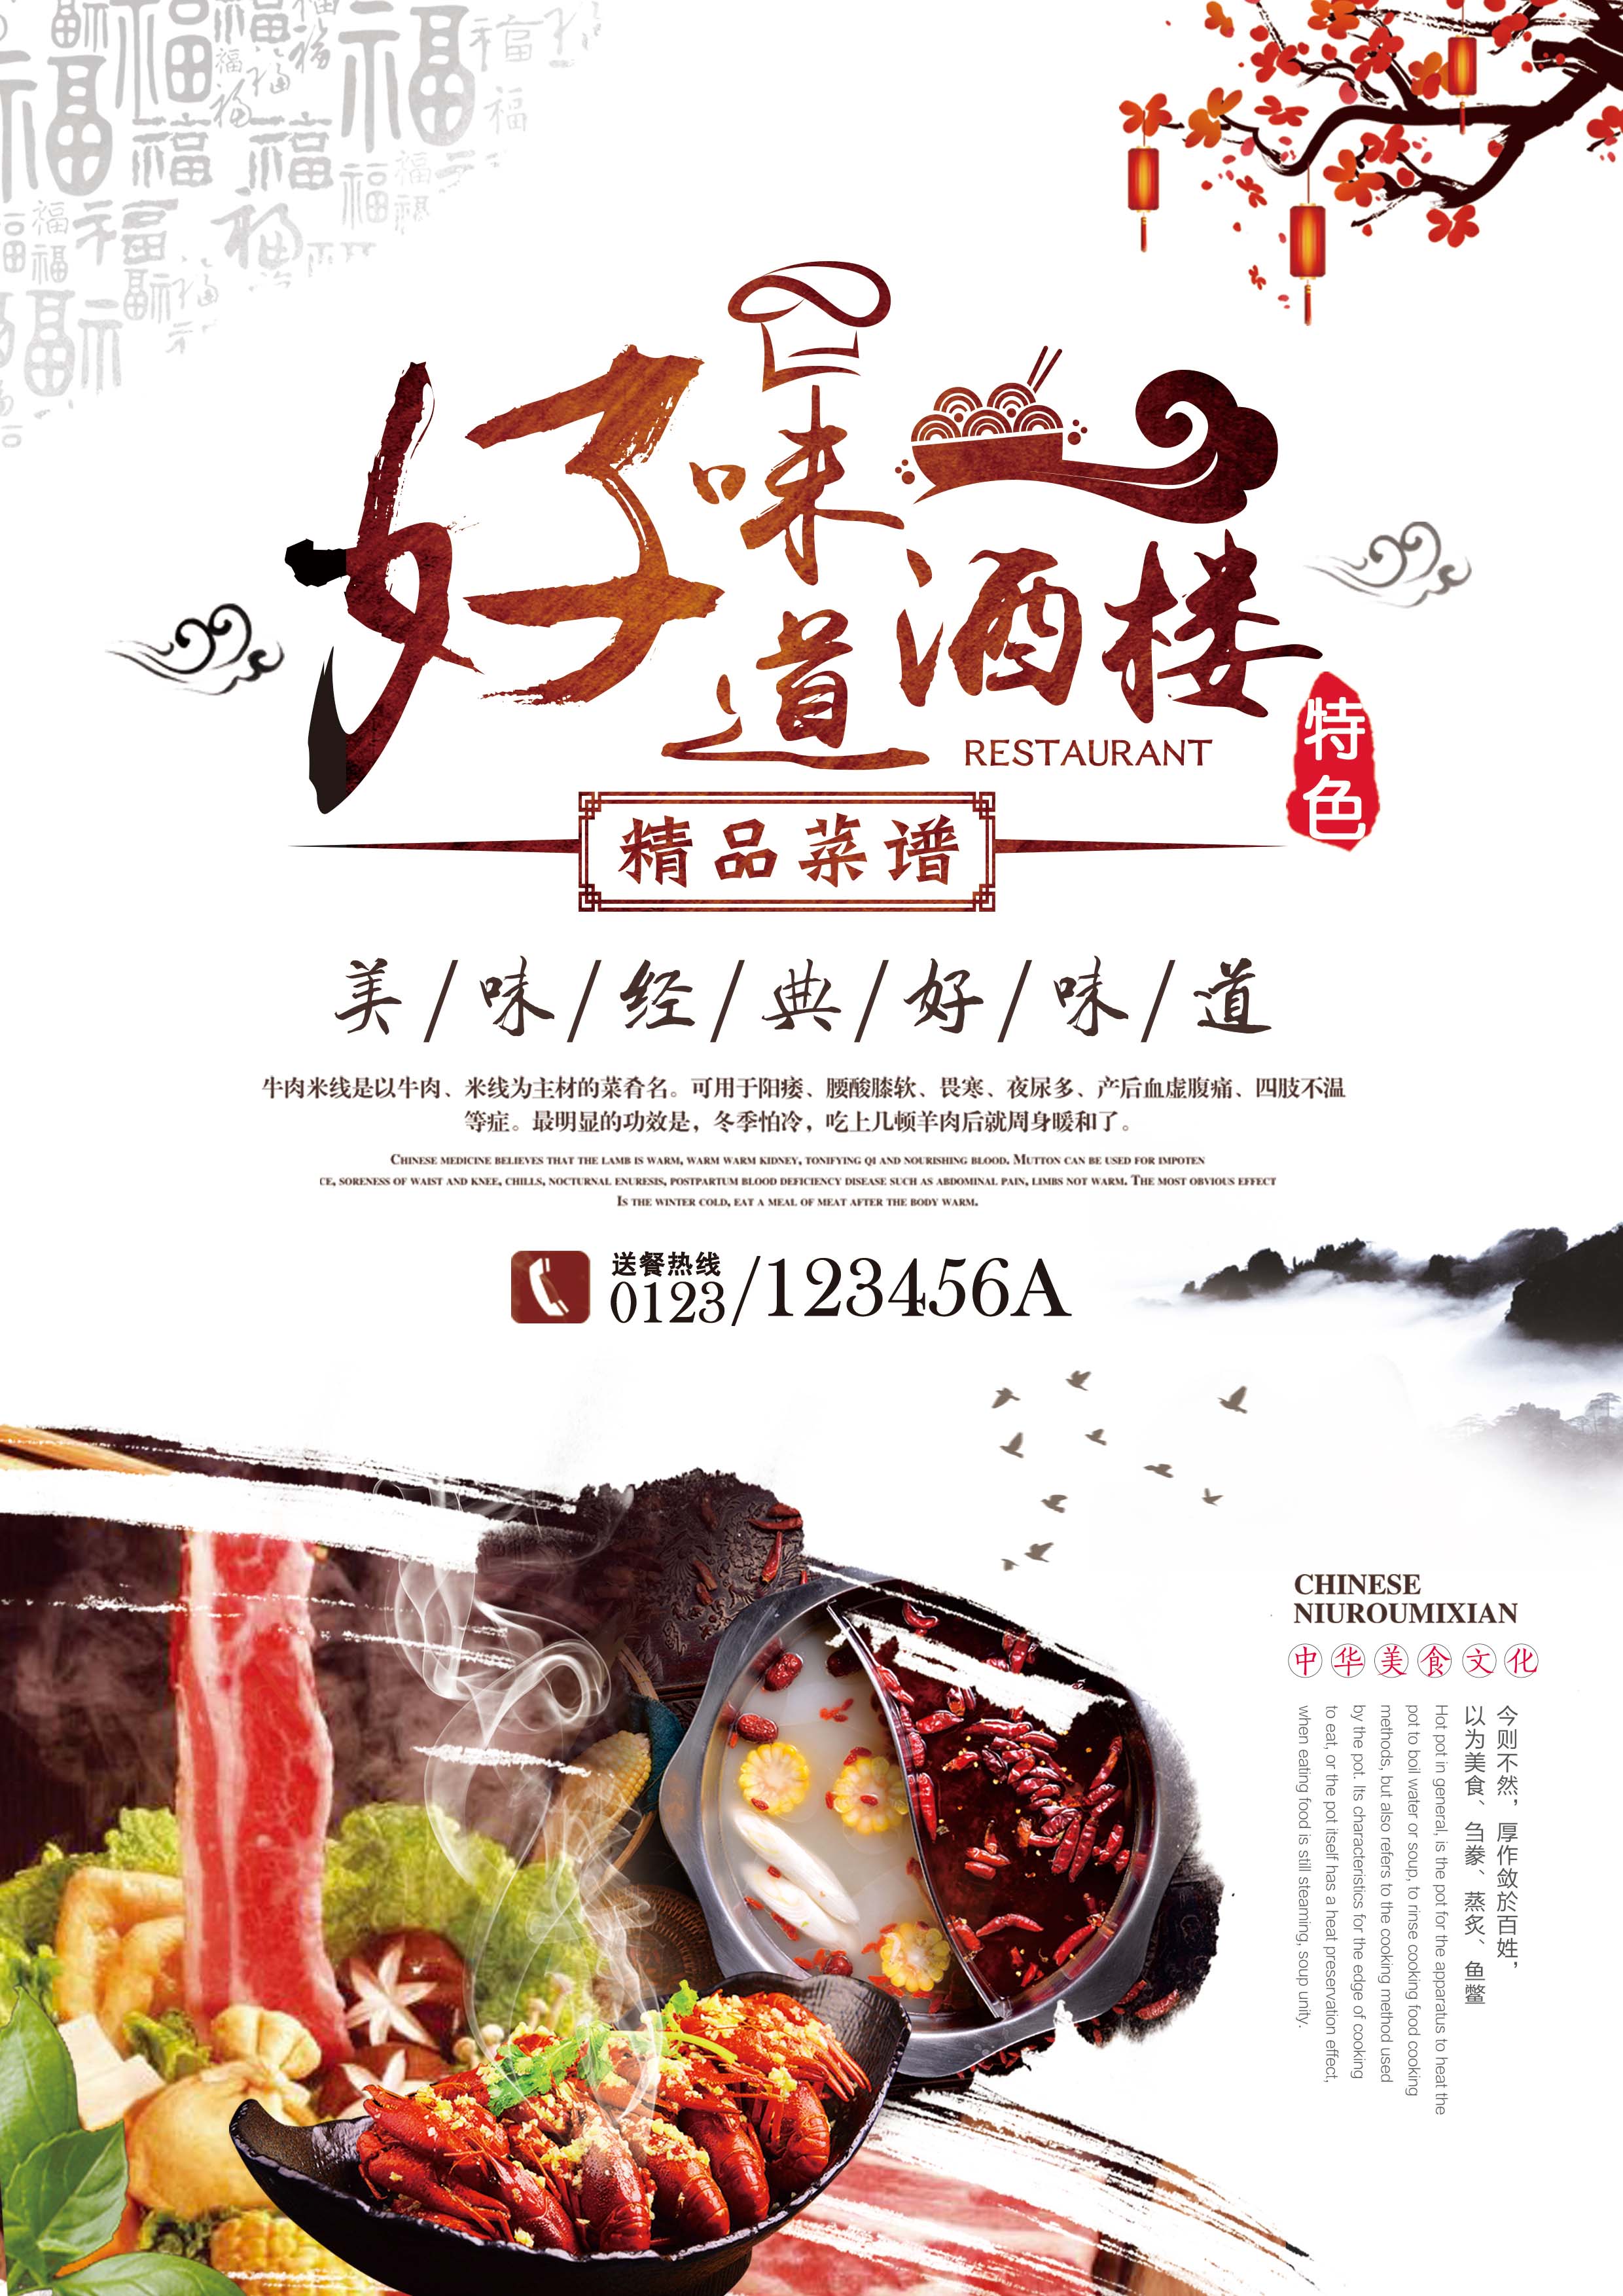 好味道酒楼
RESTAURANT
特色
精品菜谱
美/味/经/典/好/味/道
牛肉米线是以牛肉、米线为主材的菜肴名。可用于阳痿、腰酸膝软、畏寒、夜尿多、产后血虚腹痛、四肢不温
等症。最明显的功效是，冬季怕冷，吃上几顿羊肉后就周身暖和了。
CHINESE MEDICINE BELIEVES THAT THE LAMB IS WARM, WARM WARM KIDNEY, TONIFYING QI AND NOURISHING BLOOD. MUTTON CAN BE USED FOR IMPOTEN
CE, SORENESS OF WAIST AND KNEE, CHILLS, NOCTURNAL ENURESIS, POSTPARTUM BLOOD DEFICIENCY DISEASE SUCH AS ABDOMINAL PAIN, LIMBS NOT WARM. THE MOST OBVIOUS EFFECT
IS THE WINTER COLD, EAT A MEAL OF MEAT AFTER THE BODY WARM.
送餐热线
0123/123456A
CHINESE
NIUROUMIXIAN
中华美食文化
今则不然，厚作敛於百姓，
以为美食、刍豢、蒸炙、鱼鳖
Hot pot in general, is the pot for the apparatus to heat the
pot to boil water or soup, to rinse cooking food cooking
methods, but also refers to the cooking method used
by the pot. Its characteristics for the edge of cooking
to eat, or the pot itself has a heat preservation effect,
when eating food is still steaming, soup unity.
福